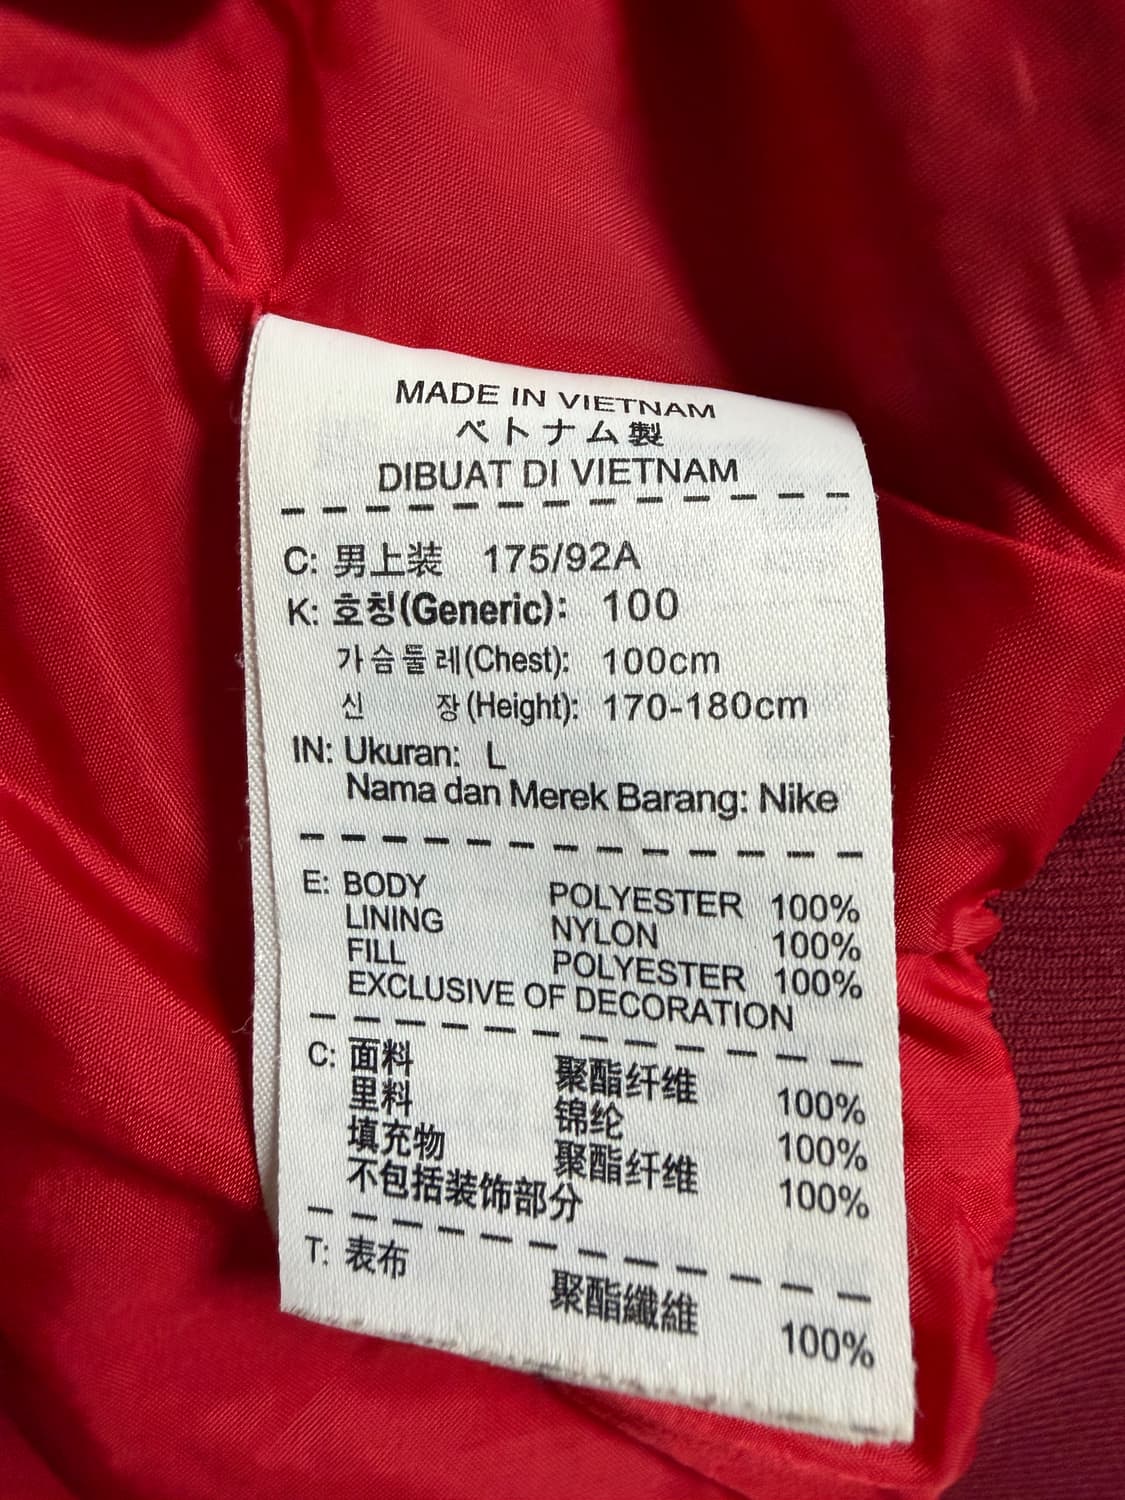 MADE IN VIETNAM
ベトナム製
DIBUAT DI VIETNAM
C: 男上装 175/92A
K: 호칭(Generic): 100
가슴둘레(Chest): 100cm
신 장(Height): 170-180cm
IN: Ukuran: L
Nama dan Merek Barang: Nike
E: BODY POLYESTER 100%
LINING NYLON 100%
FILL POLYESTER 100%
EXCLUSIVE OF DECORATION
C: 面料 聚酯纤维 100%
里料 锦纶 100%
填充物 聚酯纤维 100%
不包括装饰部分
T: 表布 聚酯纖維 100%